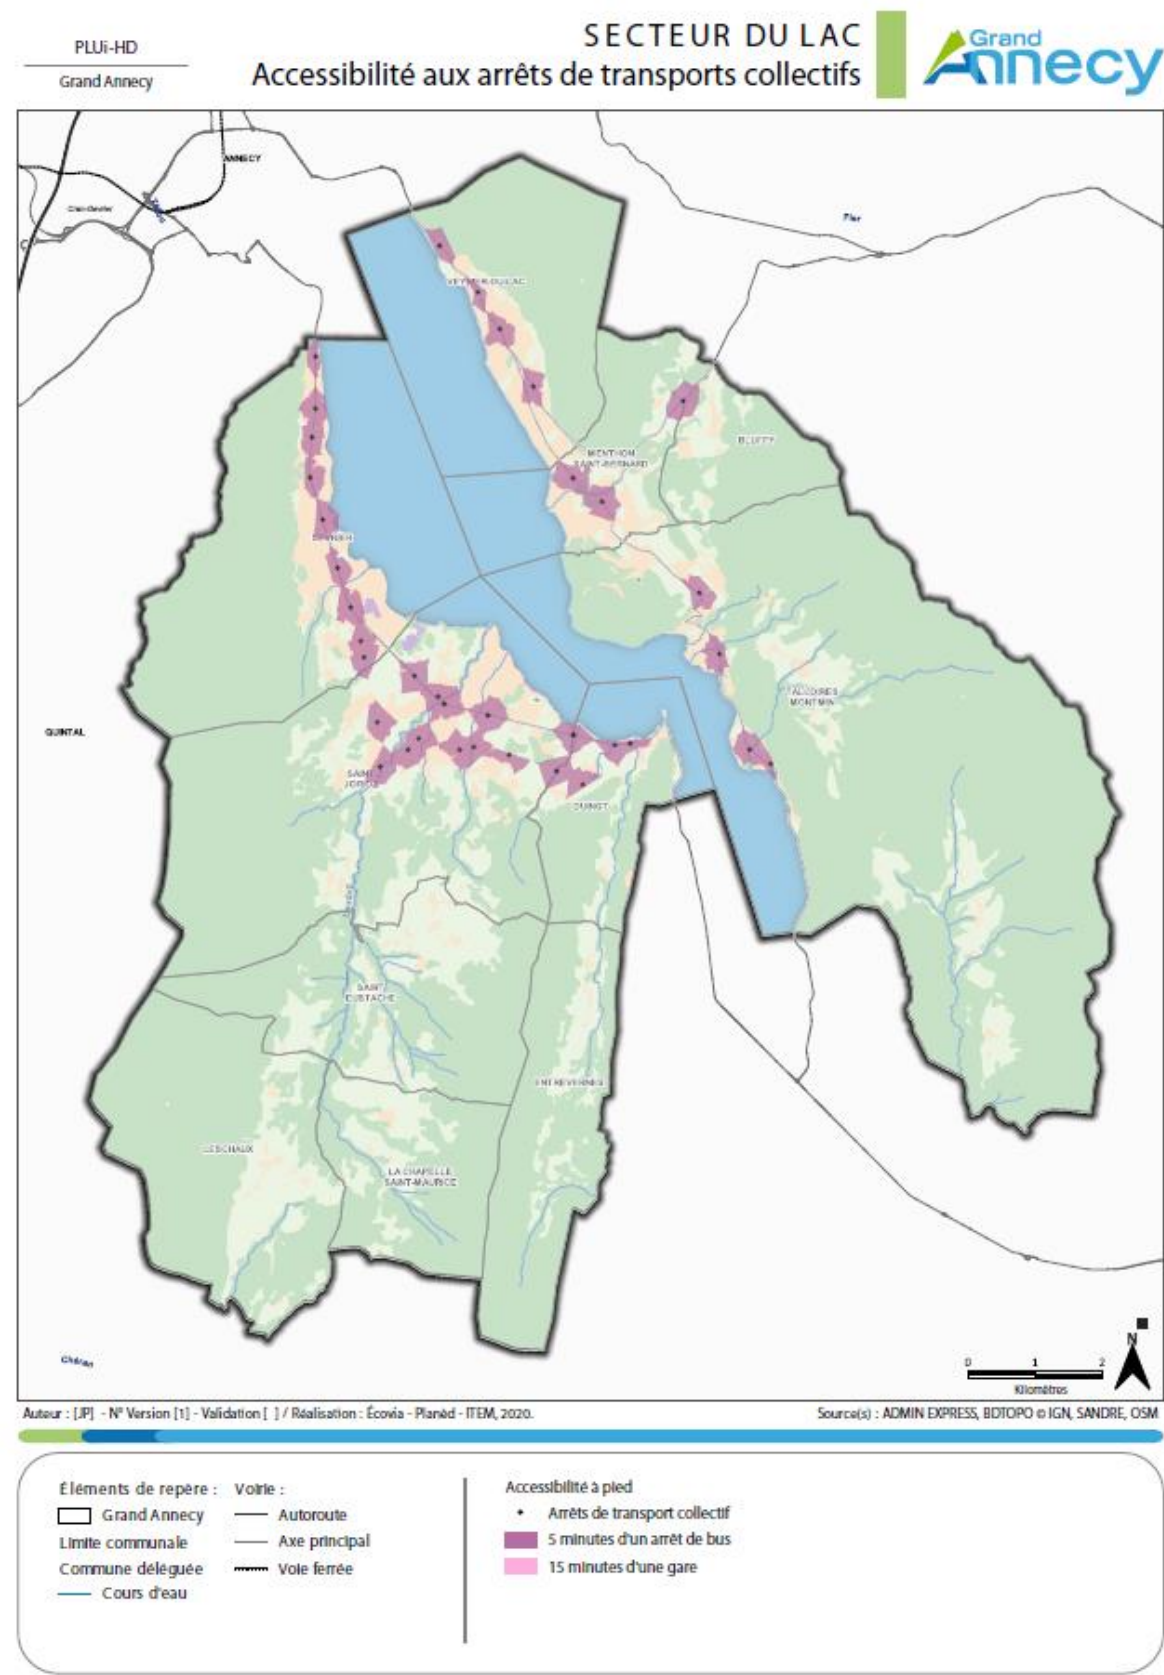 PLUi-HD
Grand Annecy
SECTEUR DU LAC
Accessibilité aux arrêts de transports collectifs
Grand
Annecy
ANNECY
Fier
VEYRIER-DU-LAC
BLUFFY
MENTHON
SAINT-BERNARD
TALLOIRES
MONTMIN
QUINTAL
SAINT
JORIOZ
DUINGT
SAINT
EUSTACHE
ENTREVERNES
LESCHAUX
LA CHAPELLE
SAINT-MAURICE
Chéran
N
0 1 2
Kilomètres
Auteur : [JP] - N° Version [1] - Validation [ ] / Réalisation : Écovia - Planèd - ITEM, 2020.
Source(s) : ADMIN EXPRESS, BDTOPO © IGN, SANDRE, OSM
Éléments de repère :
Grand Annecy
Limite communale
Commune déléguée
Cours d'eau
Voirie :
Autoroute
Axe principal
Voie ferrée
Accessibilité à pied
Arrêts de transport collectif
5 minutes d'un arrêt de bus
15 minutes d'une gare